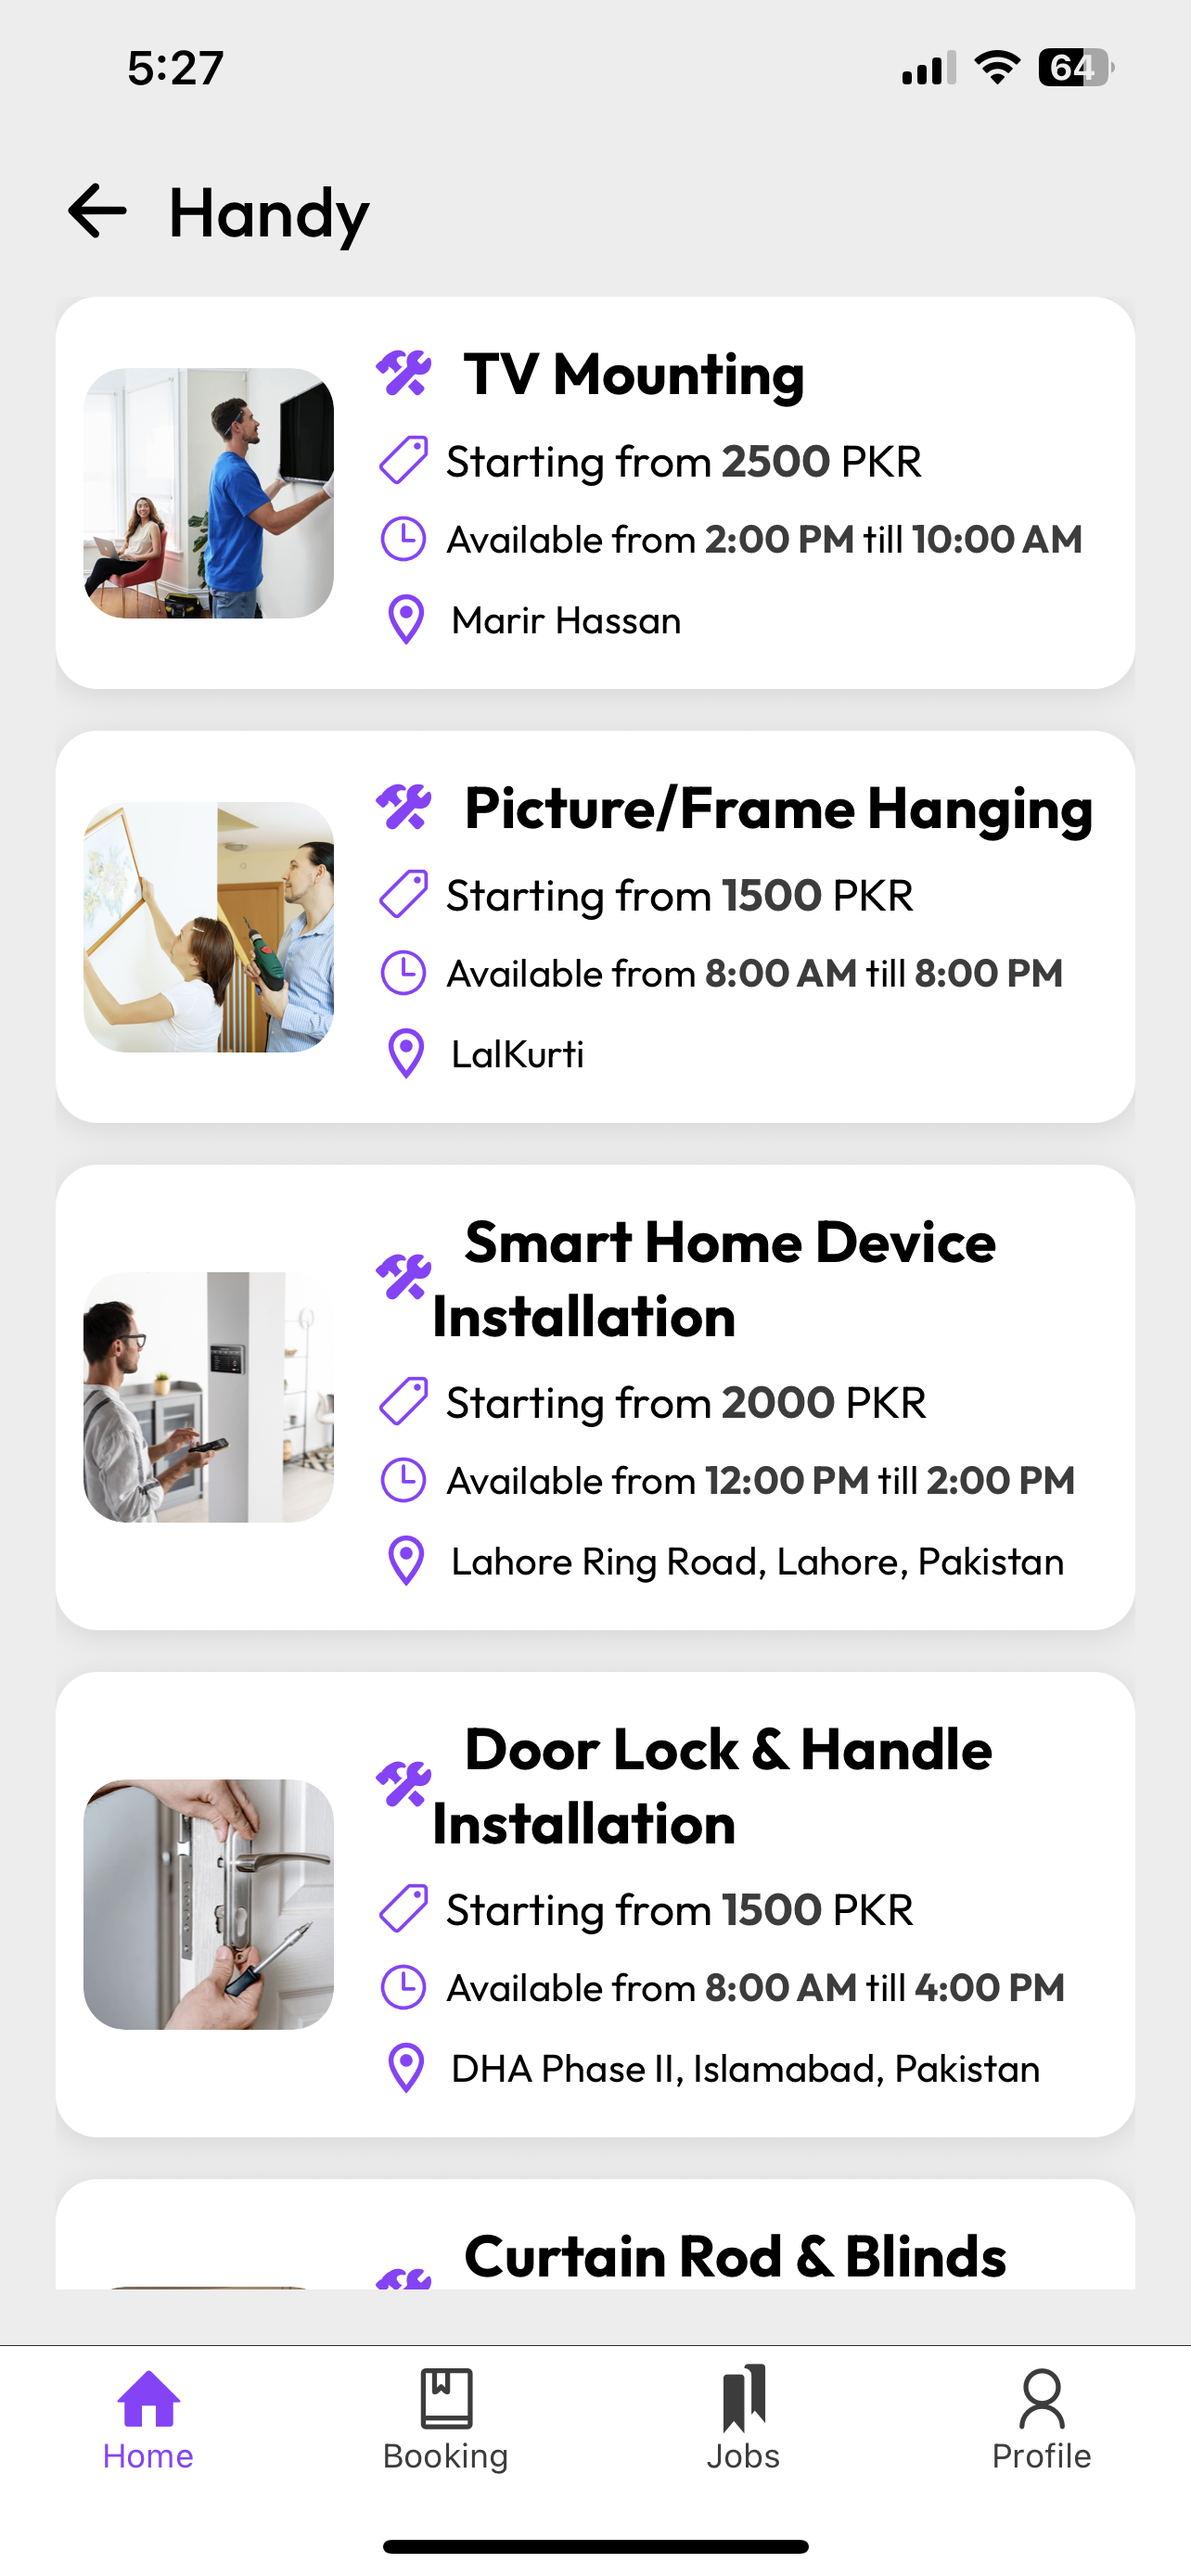 5:27
64
Handy
TV Mounting
Starting from 2500 PKR
Available from 2:00 PM till 10:00 AM
Marir Hassan
Picture/Frame Hanging
Starting from 1500 PKR
Available from 8:00 AM till 8:00 PM
LalKurti
Smart Home Device
Installation
Starting from 2000 PKR
Available from 12:00 PM till 2:00 PM
Lahore Ring Road, Lahore, Pakistan
Door Lock & Handle
Installation
Starting from 1500 PKR
Available from 8:00 AM till 4:00 PM
DHA Phase II, Islamabad, Pakistan
Curtain Rod & Blinds
Home
Booking
Jobs
Profile